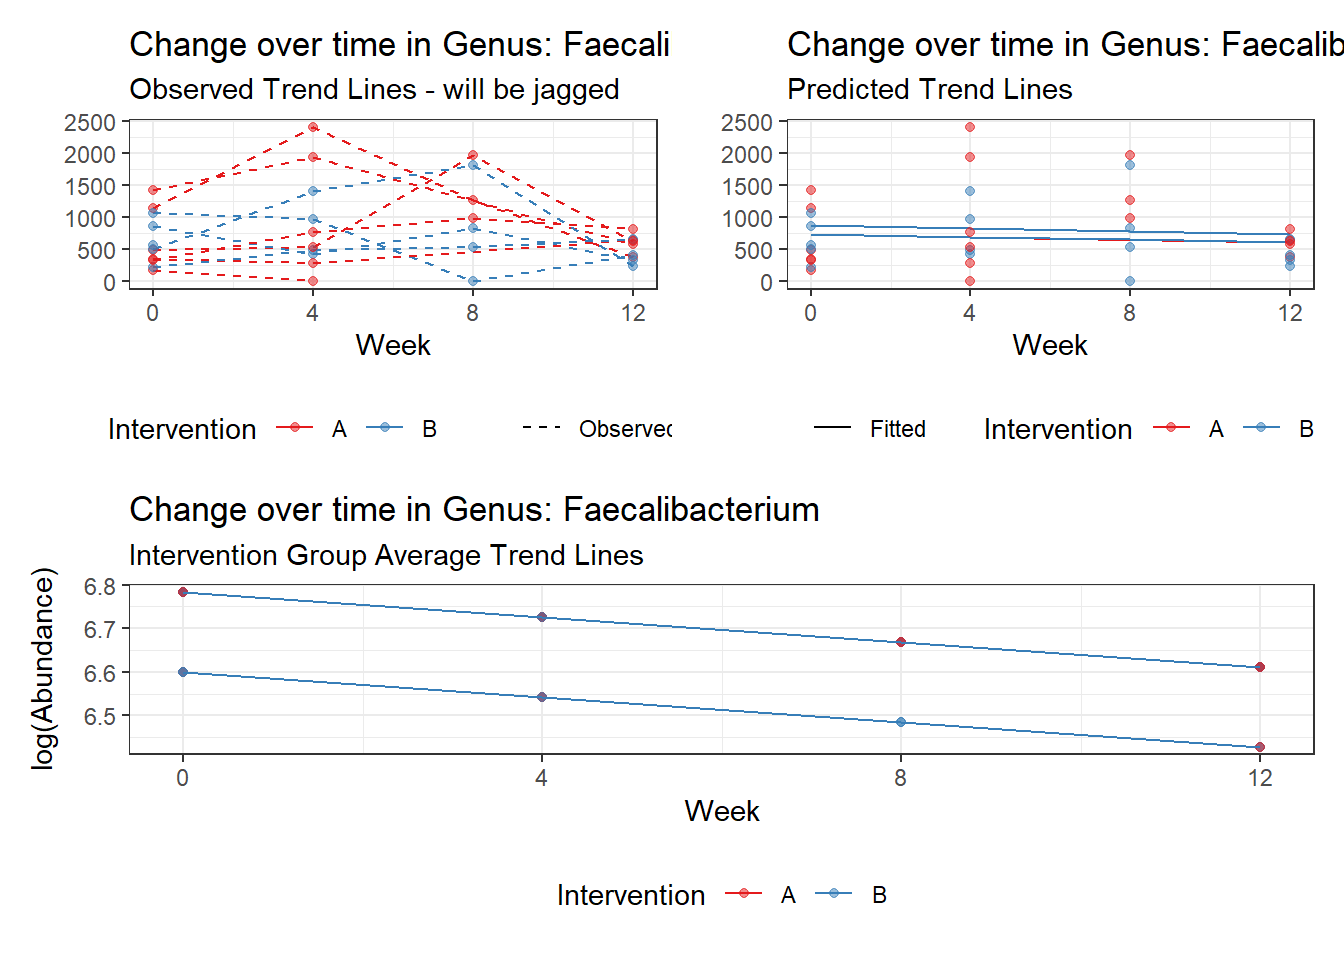 Change over time in Genus: Faecali
Observed Trend Lines - will be jagged
2500
2000
1500
1000
500
0
0 4 8 12
Week
Intervention A B Observed
Change over time in Genus: Faecalib
Predicted Trend Lines
2500
2000
1500
1000
500
0
0 4 8 12
Week
Fitted Intervention A B
Change over time in Genus: Faecalibacterium
Intervention Group Average Trend Lines
log(Abundance)
6.8
6.7
6.6
6.5
0 4 8 12
Week
Intervention A B